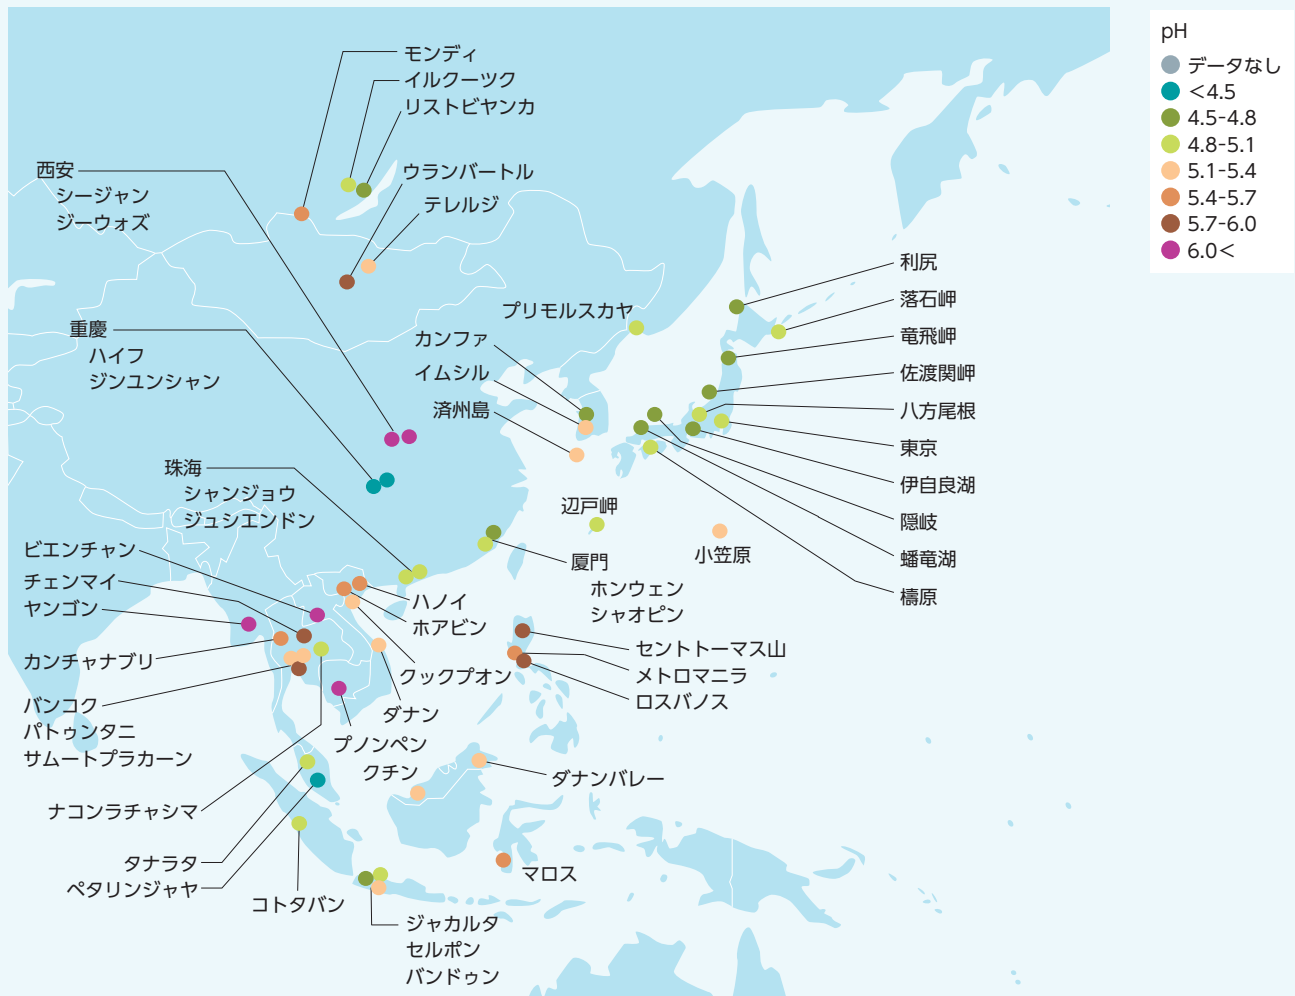 モンディ
イルクーツク
リストビヤンカ
西安
シージャン
ジーウォズ
ウランバートル
テレルジ
重慶
ハイフ
ジンユンシャン
プリモルスカヤ
カンファ
イムシル
済州島
利尻
落石岬
竜飛岬
佐渡関岬
八方尾根
東京
伊自良湖
隠岐
蟠竜湖
檮原
珠海
シャンジョウ
ジュシエンドン
辺戸岬
小笠原
厦門
ホンウェン
シャオピン
ビエンチャン
チェンマイ
ヤンゴン
カンチャナブリ
バンコク
パトゥンタニ
サムートプラカーン
ハノイ
ホアビン
クックプオン
ダナン
プノンペン
クチン
セントトーマス山
メトロマニラ
ロスバノス
ダナンバレー
ナコンラチャシマ
タナラタ
ペタリンジャヤ
コトタバン
マロス
ジャカルタ
セルポン
バンドゥン
pH
データなし
<4.5
4.5-4.8
4.8-5.1
5.1-5.4
5.4-5.7
5.7-6.0
6.0<